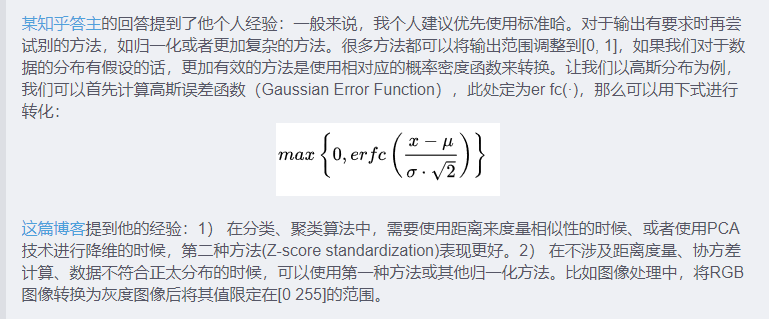 某知乎答主的回答提到了他个人经验：一般来说，我个人建议优先使用标准哈。对于输出有要求时再尝
试别的方法，如归一化或者更加复杂的方法。很多方法都可以将输出范围调整到[0, 1]，如果我们对于数
据的分布有假设的话，更加有效的方法是使用相对应的概率密度函数来转换。让我们以高斯分布为例，
我们可以首先计算高斯误差函数（Gaussian Error Function），此处定为er fc(·)，那么可以用下式进行
转化：
max { 0, erfc ( (x − μ) / (σ · √2) ) }
这篇博客提到他的经验：1） 在分类、聚类算法中，需要使用距离来度量相似性的时候、或者使用PCA
技术进行降维的时候，第二种方法(Z-score standardization)表现更好。2） 在不涉及距离度量、协方差
计算、数据不符合正太分布的时候，可以使用第一种方法或其他归一化方法。比如图像处理中，将RGB
图像转换为灰度图像后将其值限定在[0 255]的范围。